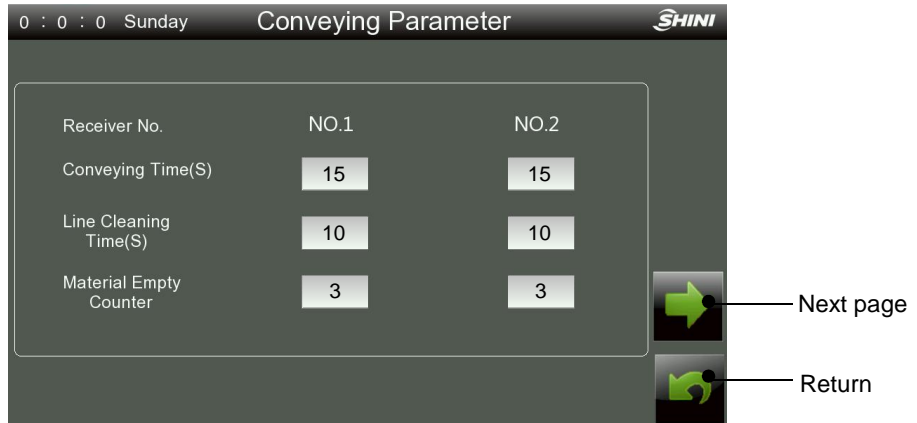 0 : 0 : 0 Sunday Conveying Parameter SHINI
Receiver No. NO.1 NO.2
Conveying Time(S) 15 15
Line Cleaning
Time(S) 10 10
Material Empty
Counter 3 3
Next page
Return